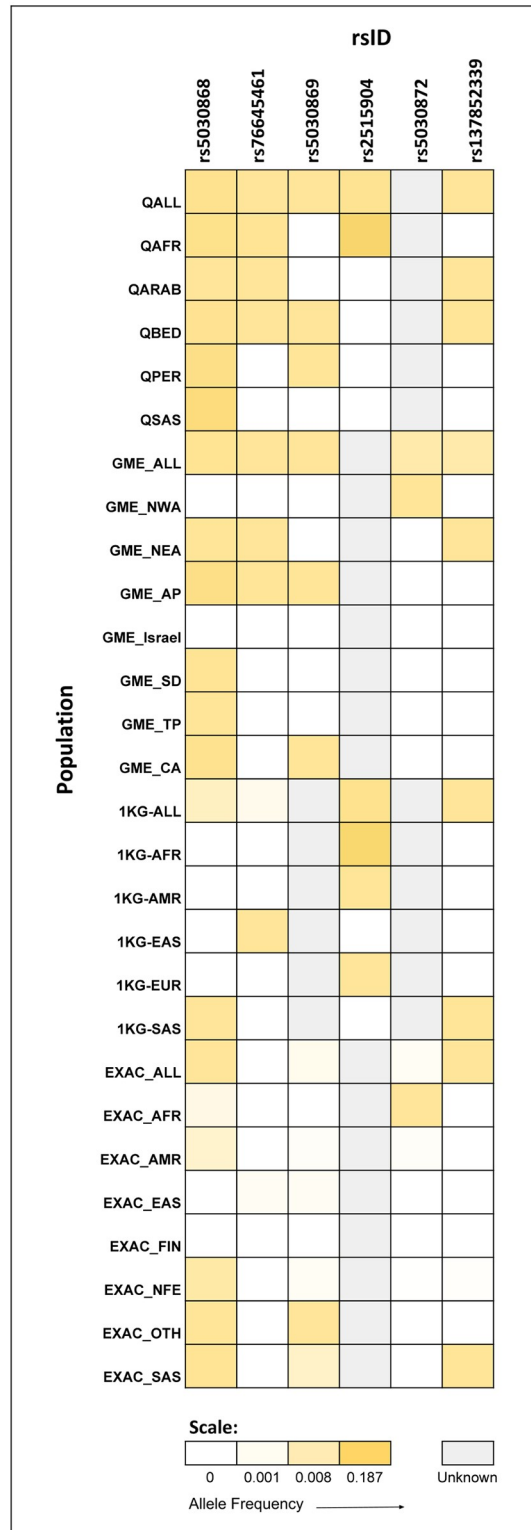 rsID
rs5030868 rs76645461 rs5030869 rs2515904 rs5030872 rs137852339
Population
QALL
QAFR
QARAB
QBED
QPER
QSAS
GME_ALL
GME_NWA
GME_NEA
GME_AP
GME_Israel
GME_SD
GME_TP
GME_CA
1KG-ALL
1KG-AFR
1KG-AMR
1KG-EAS
1KG-EUR
1KG-SAS
EXAC_ALL
EXAC_AFR
EXAC_AMR
EXAC_EAS
EXAC_FIN
EXAC_NFE
EXAC_OTH
EXAC_SAS
Scale:
0 0.001 0.008 0.187 Unknown
Allele Frequency